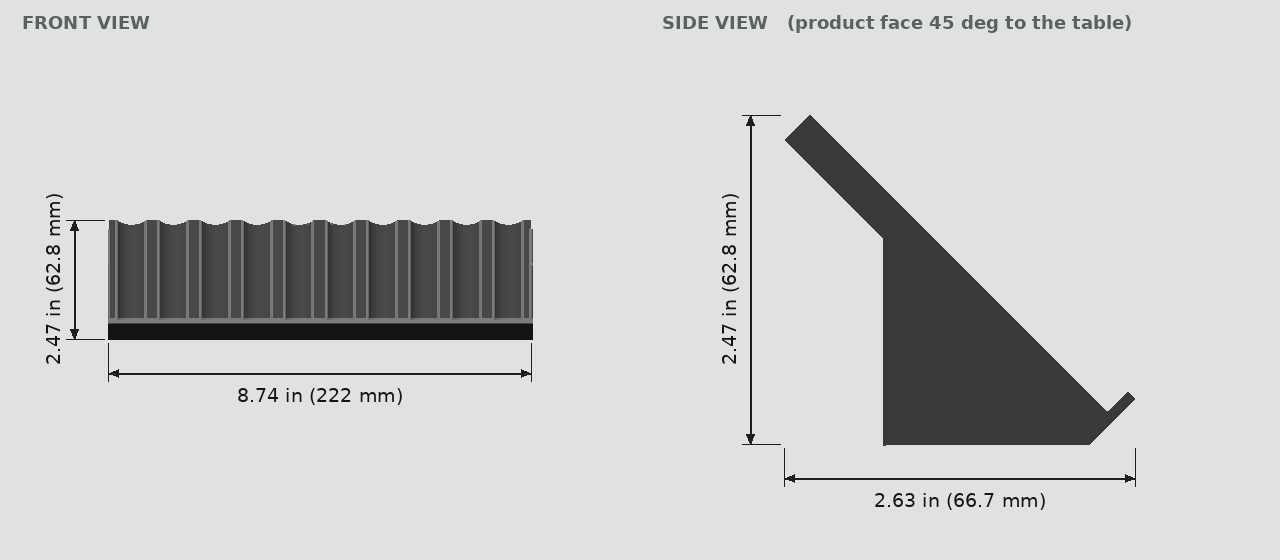 FRONT VIEW
SIDE VIEW (product face 45 deg to the table)
2.47 in (62.8 mm)
8.74 in (222 mm)
2.47 in (62.8 mm)
2.63 in (66.7 mm)